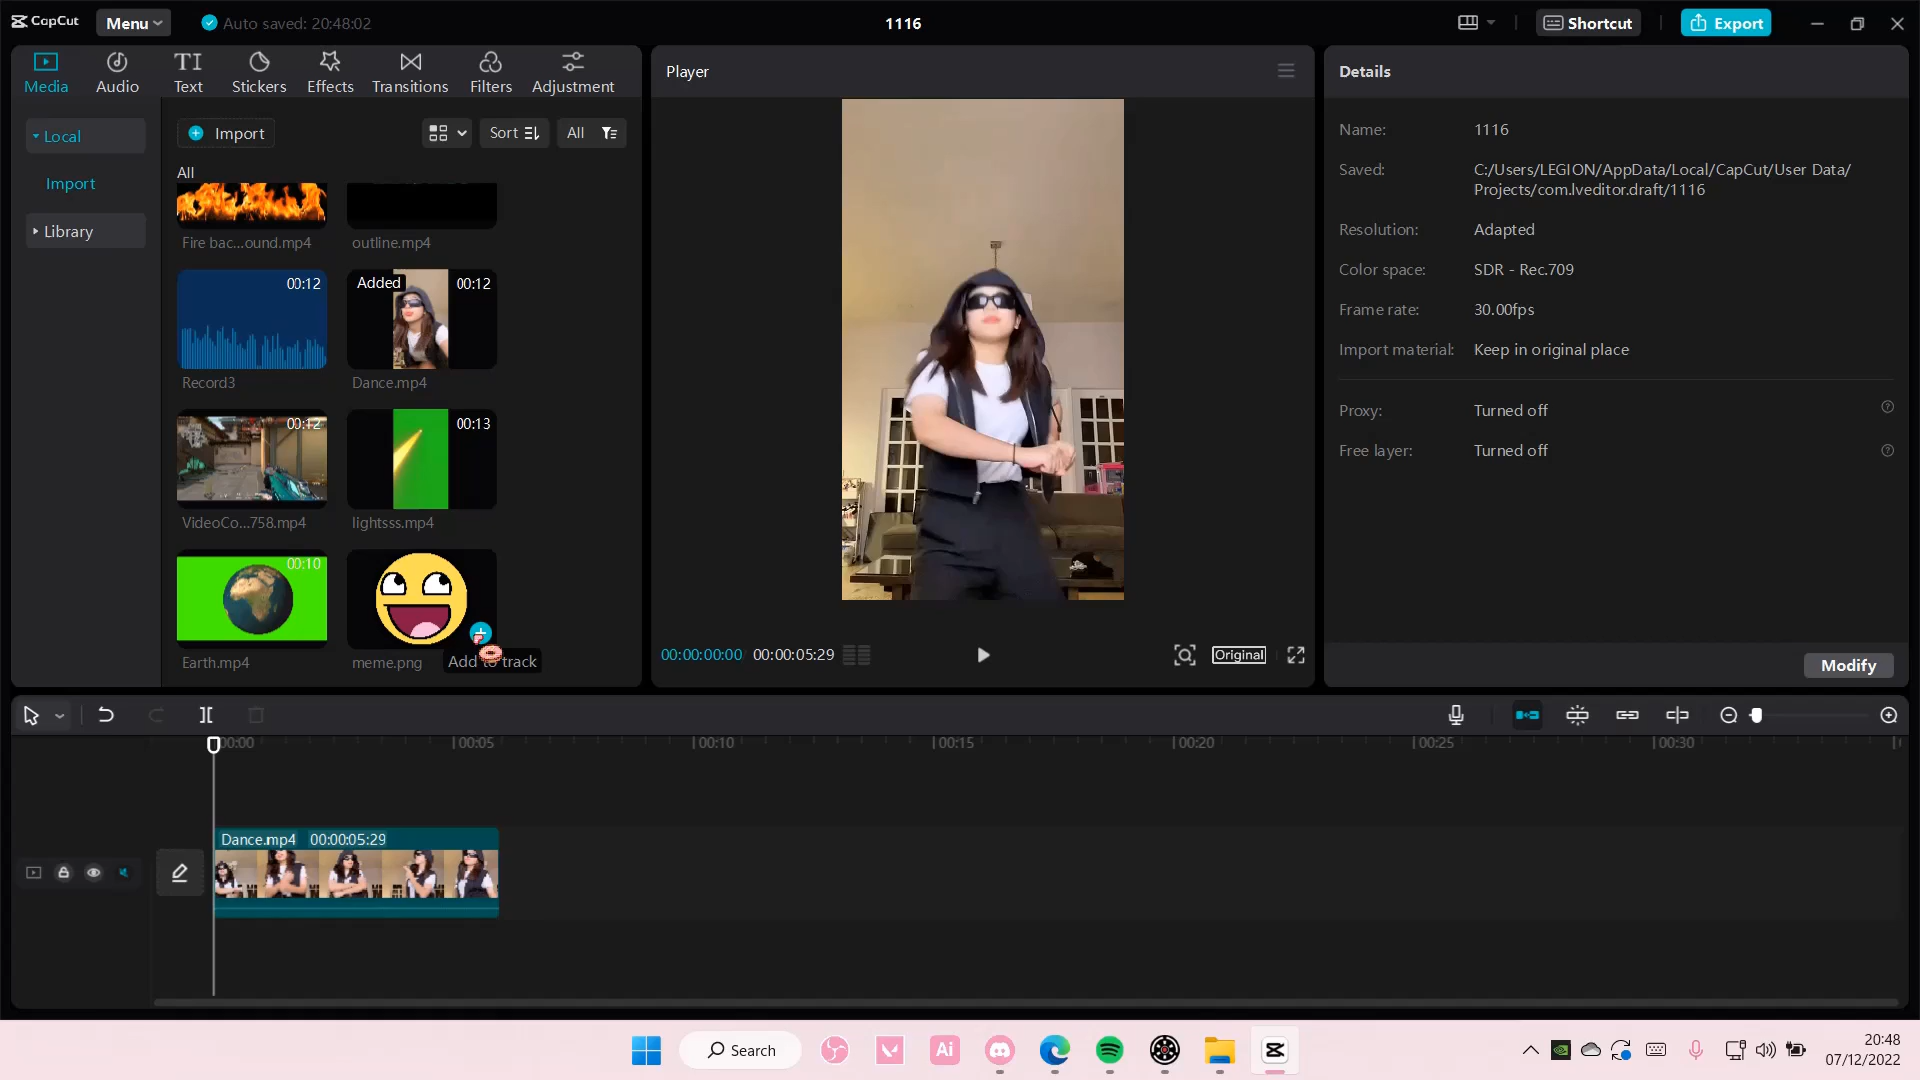 CapCut
Menu
Auto saved: 20:48:02
1116
Shortcut
Export
Media
Audio
TI
Text
Stickers
Effects
Transitions
Filters
Adjustment
Player
Details
Local
Import
Library
Import
Sort
All
All
Fire bac...ound.mp4
outline.mp4
00:12
Record3
Added
00:12
Dance.mp4
00:12
VideoCo...758.mp4
00:13
lightsss.mp4
00:10
Earth.mp4
meme.png
Add to track
Name:
1116
Saved:
C:/Users/LEGION/AppData/Local/CapCut/User Data/
Projects/com.lveditor.draft/1116
Resolution:
Adapted
Color space:
SDR - Rec.709
Frame rate:
30.00fps
Import material:
Keep in original place
Proxy:
Turned off
Free layer:
Turned off
00:00:00:00
00:00:05:29
Original
Modify
00:00
00:05
00:10
00:15
00:20
00:25
00:30
Dance.mp4 00:00:05:29
Search
Ai
20:48
07/12/2022